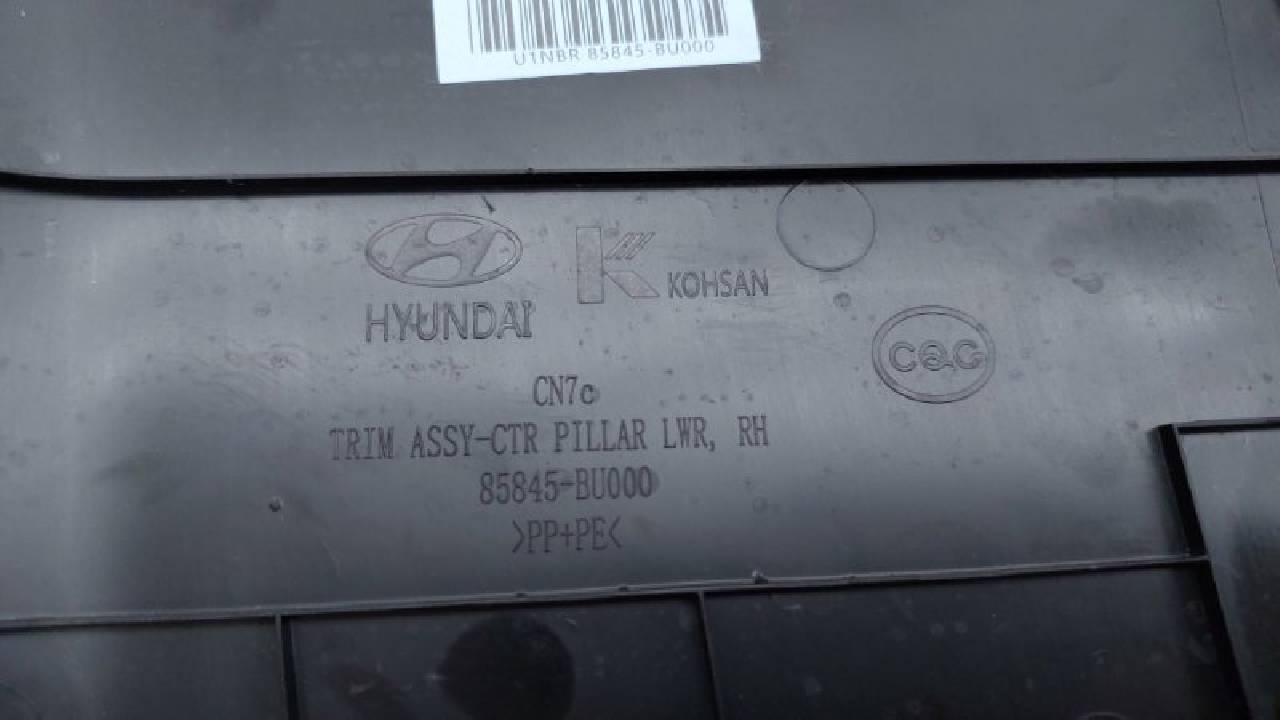 U1NBR 85845-BU000
HYUNDAI
K KOHSAN
CQC
CN7c
TRIM ASSY-CTR PILLAR LWR, RH
85845-BU000
>PP+PE<